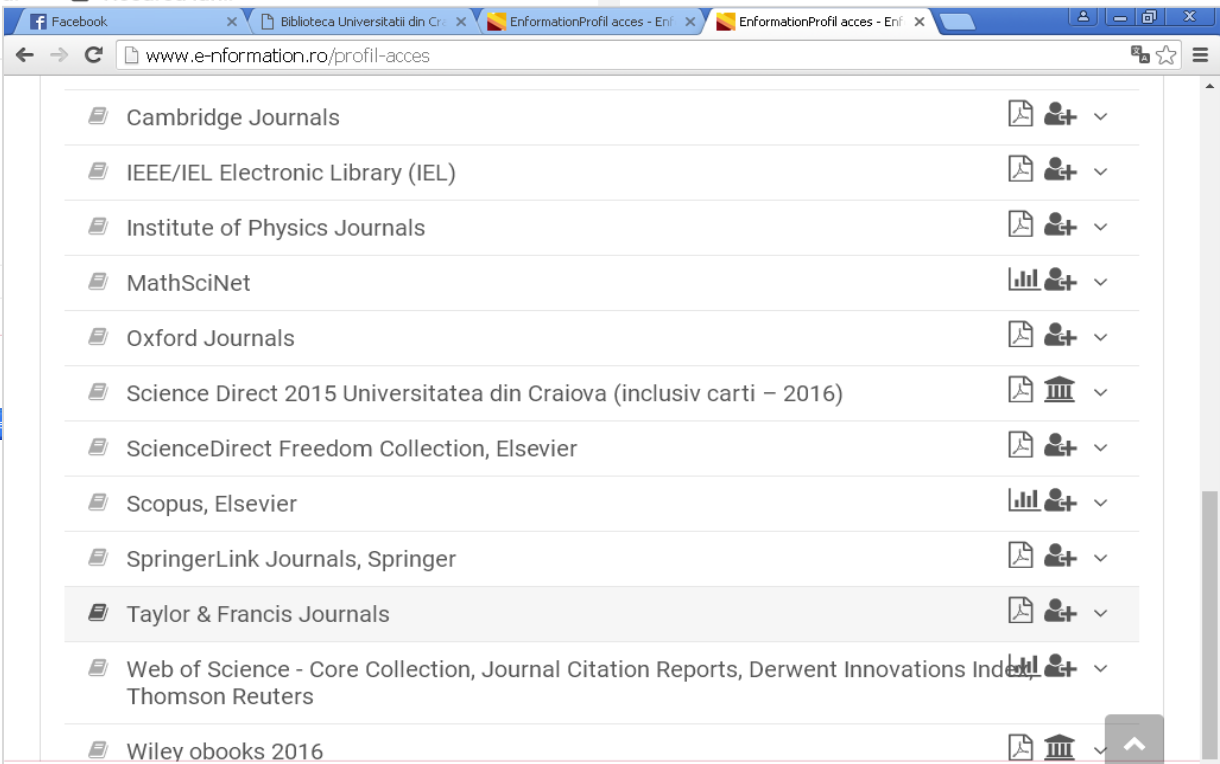 Facebook
Biblioteca Universitatii din Cra
EnformationProfil acces - Enf
EnformationProfil acces - Enf
www.e-nformation.ro/profil-acces
Cambridge Journals
IEEE/IEL Electronic Library (IEL)
Institute of Physics Journals
MathSciNet
Oxford Journals
Science Direct 2015 Universitatea din Craiova (inclusiv carti – 2016)
ScienceDirect Freedom Collection, Elsevier
Scopus, Elsevier
SpringerLink Journals, Springer
Taylor & Francis Journals
Web of Science - Core Collection, Journal Citation Reports, Derwent Innovations Index,
Thomson Reuters
Wiley obooks 2016